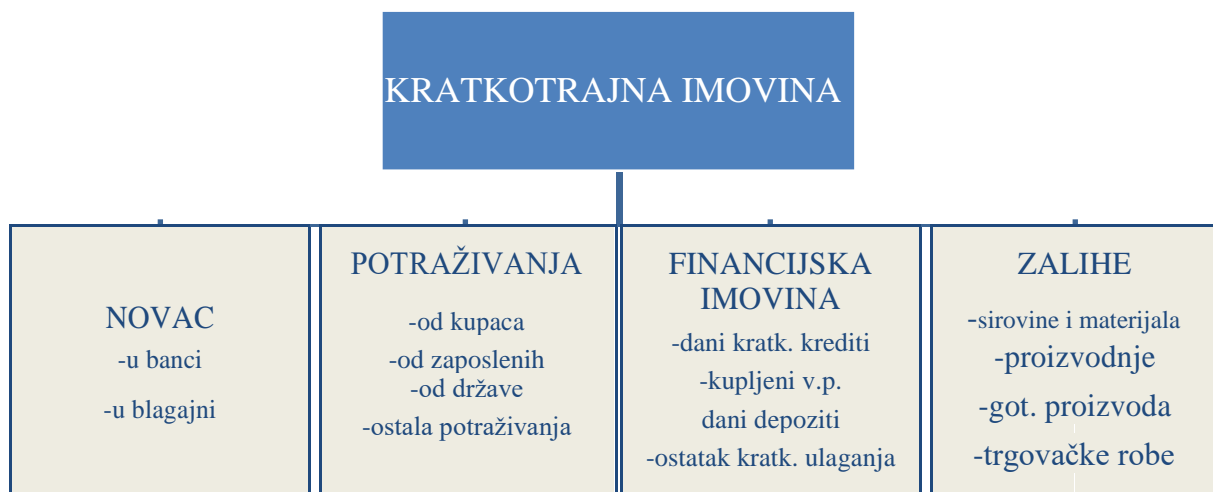 KRATKOTRAJNA IMOVINA
NOVAC
-u banci
-u blagajni
POTRAŽIVANJA
-od kupaca
-od zaposlenih
-od države
-ostala potraživanja
FINANCIJSKA
IMOVINA
-dani kratk. krediti
-kupljeni v.p.
dani depoziti
-ostatak kratk. ulaganja
ZALIHE
-sirovine i materijala
-proizvodnje
-got. proizvoda
-trgovačke robe